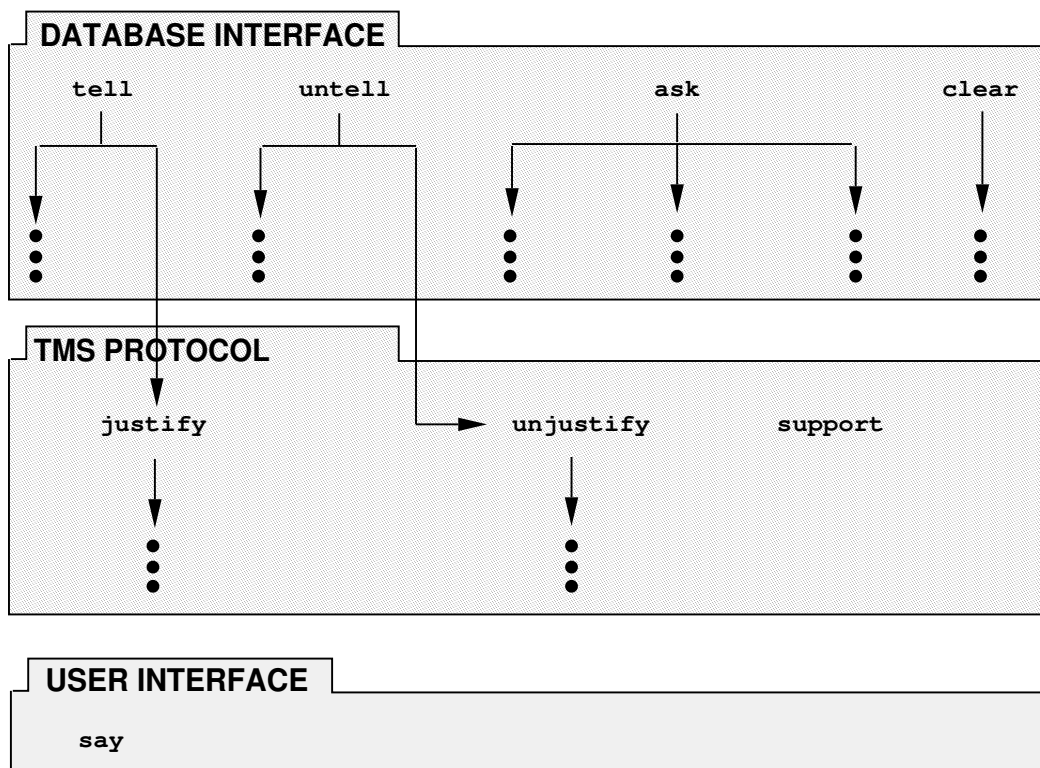 DATABASE INTERFACE
tell untell ask clear
TMS PROTOCOL
justify unjustify support
USER INTERFACE
say